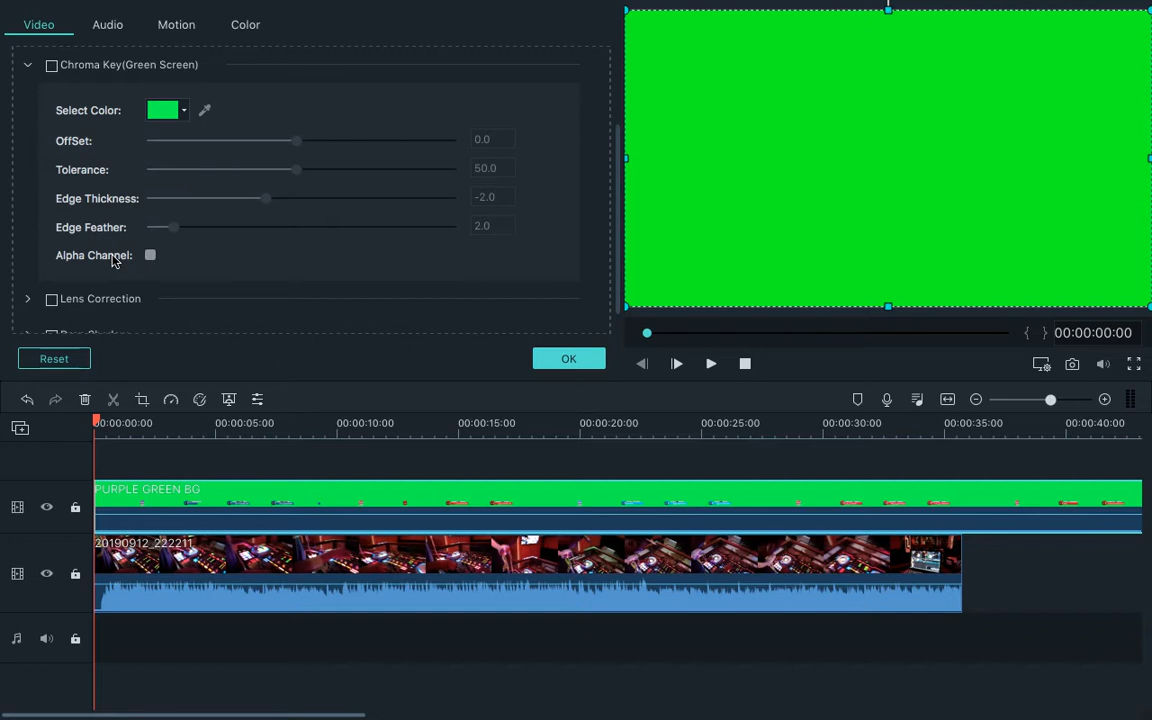 Video Audio Motion Color
Chroma Key(Green Screen)
Select Color:
OffSet: 0.0
Tolerance: 50.0
Edge Thickness: -2.0
Edge Feather: 2.0
Alpha Channel:
Lens Correction
Reset OK
{ } 00:00:00:00
00:00:00:00 00:00:05:00 00:00:10:00 00:00:15:00 00:00:20:00 00:00:25:00 00:00:30:00 00:00:35:00 00:00:40:00
PURPLE GREEN BG
20190912_222211